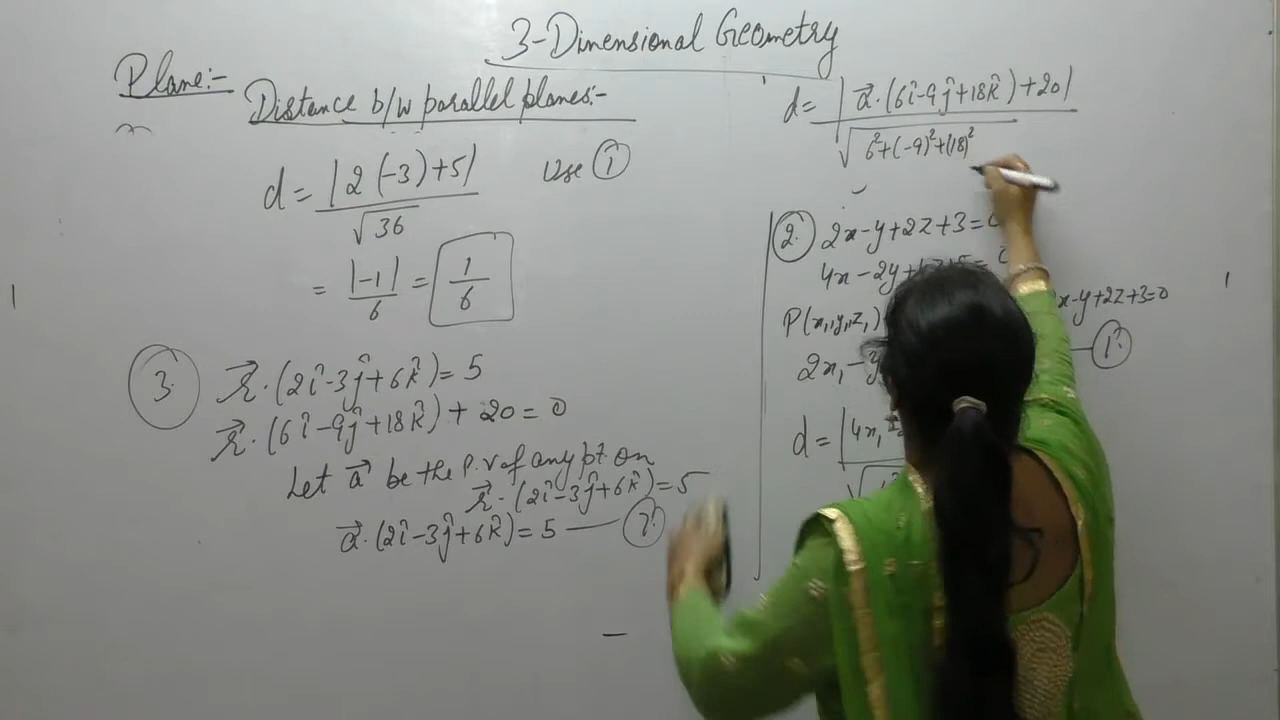 3-Dimensional Geometry
Plane:-
Distance b/w parallel planes:-
d = |2(-3)+5| / √36
Use ①
= |-1| / 6 = 1/6
3. r⃗·(2î-3ĵ+6k̂) = 5
r⃗·(6î-9ĵ+18k̂) + 20 = 0
Let a⃗ be the P.V of any pt on
r⃗·(2î-3ĵ+6k̂) = 5
a⃗·(2î-3ĵ+6k̂) = 5 —
d = |a⃗·(6î-9ĵ+18k̂)+20| / √6²+(-9)²+(18)²
2. 2x-y+2z+3=
4x-2y+
P(x₁,y₁,z₁)
x-y+2z+3=0
2x₁-
d = |4x₁